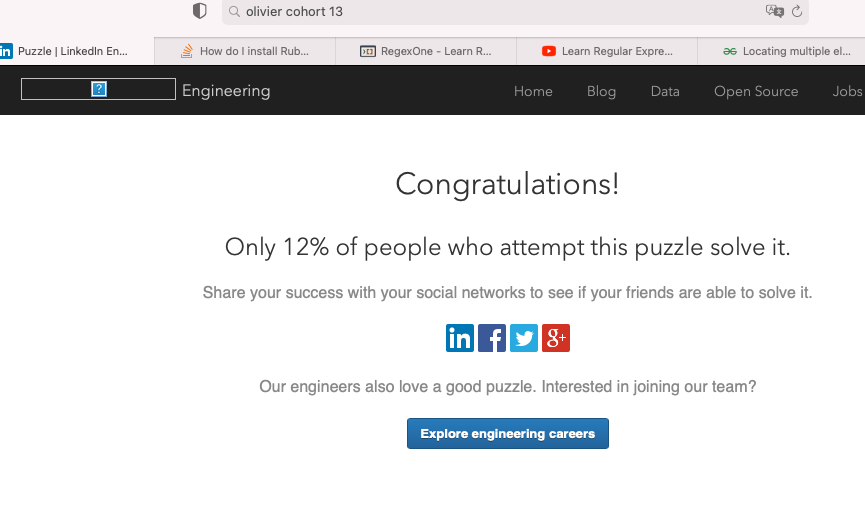 olivier cohort 13
Puzzle | LinkedIn En...
How do I install Rub...
RegexOne - Learn R...
Learn Regular Expre...
Locating multiple el...
Engineering
Home
Blog
Data
Open Source
Jobs
Congratulations!
Only 12% of people who attempt this puzzle solve it.
Share your success with your social networks to see if your friends are able to solve it.
in f g+
Our engineers also love a good puzzle. Interested in joining our team?
Explore engineering careers